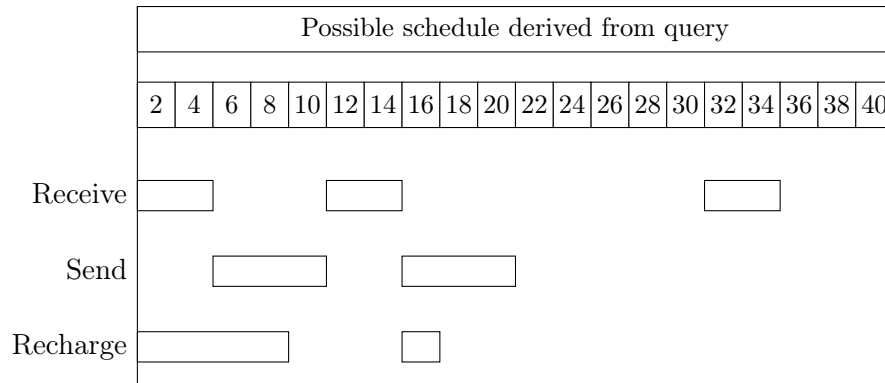 Possible schedule derived from query
2 4 6 8 10 12 14 16 18 20 22 24 26 28 30 32 34 36 38 40
Receive
Send
Recharge